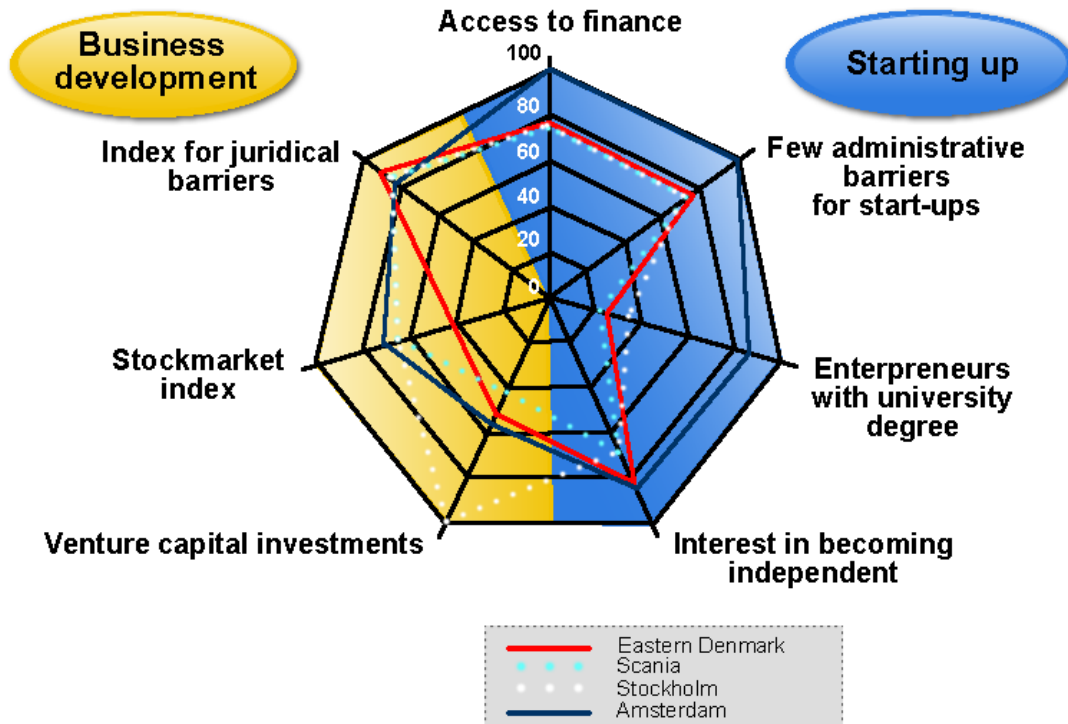 Business
development
Access to finance
Starting up
100
80
60
40
20
0
Index for juridical
barriers
Few administrative
barriers
for start-ups
Stockmarket
index
Enterpreneurs
with university
degree
Venture capital investments
Interest in becoming
independent
Eastern Denmark
Scania
Stockholm
Amsterdam